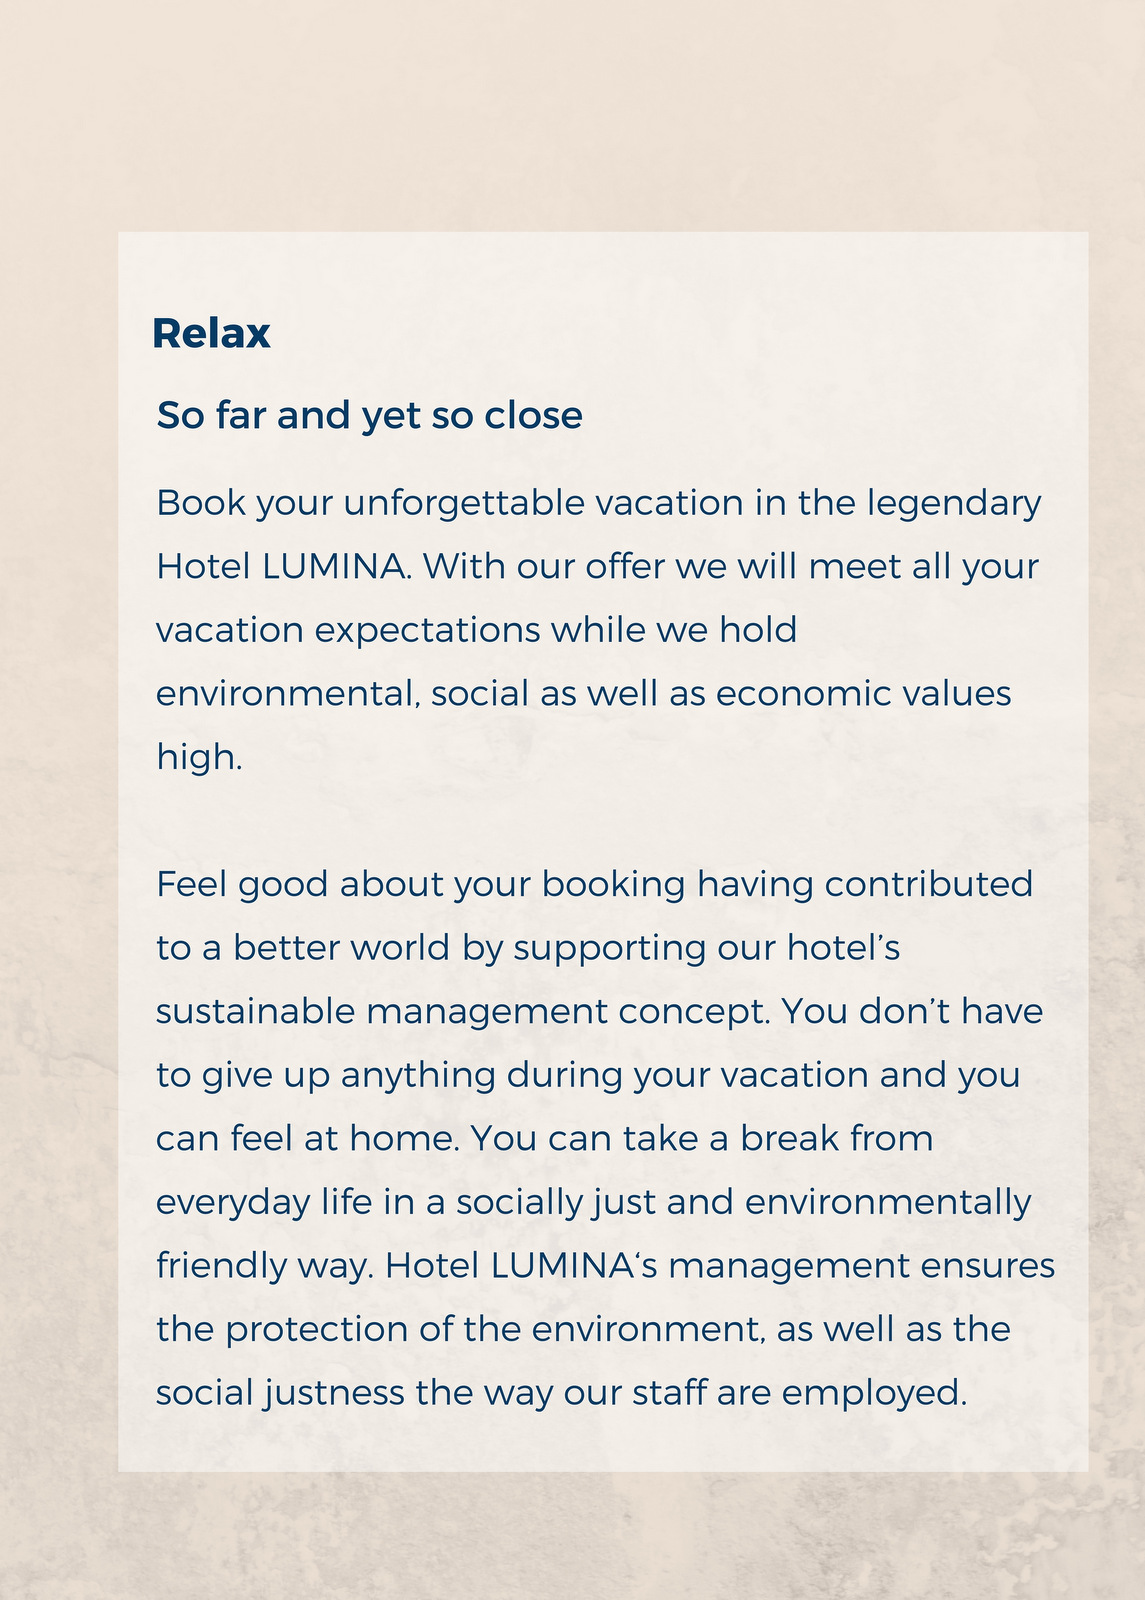 Relax
So far and yet so close
Book your unforgettable vacation in the legendary
Hotel LUMINA. With our offer we will meet all your
vacation expectations while we hold
environmental, social as well as economic values
high.
Feel good about your booking having contributed
to a better world by supporting our hotel’s
sustainable management concept. You don’t have
to give up anything during your vacation and you
can feel at home. You can take a break from
everyday life in a socially just and environmentally
friendly way. Hotel LUMINA‘s management ensures
the protection of the environment, as well as the
social justness the way our staff are employed.